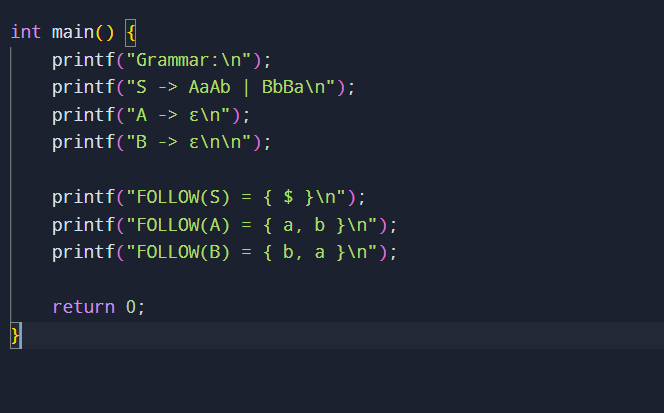 int main() {
    printf("Grammar:\n");
    printf("S -> AaAb | BbBa\n");
    printf("A -> ε\n");
    printf("B -> ε\n\n");

    printf("FOLLOW(S) = { $ }\n");
    printf("FOLLOW(A) = { a, b }\n");
    printf("FOLLOW(B) = { b, a }\n");

    return 0;
}